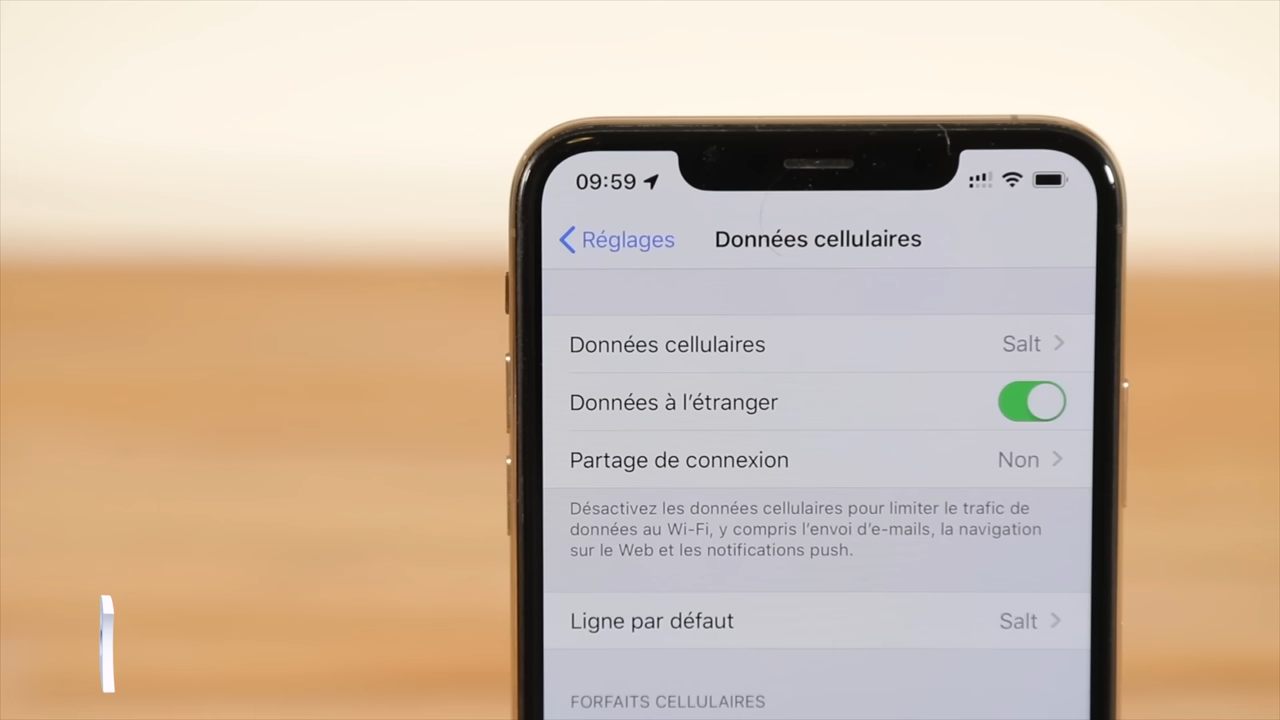 09:59
Réglages
Données cellulaires
Données cellulaires Salt
Données à l’étranger
Partage de connexion Non
Désactivez les données cellulaires pour limiter le trafic de
données au Wi-Fi, y compris l’envoi d’e-mails, la navigation
sur le Web et les notifications push.
Ligne par défaut Salt
FORFAITS CELLULAIRES